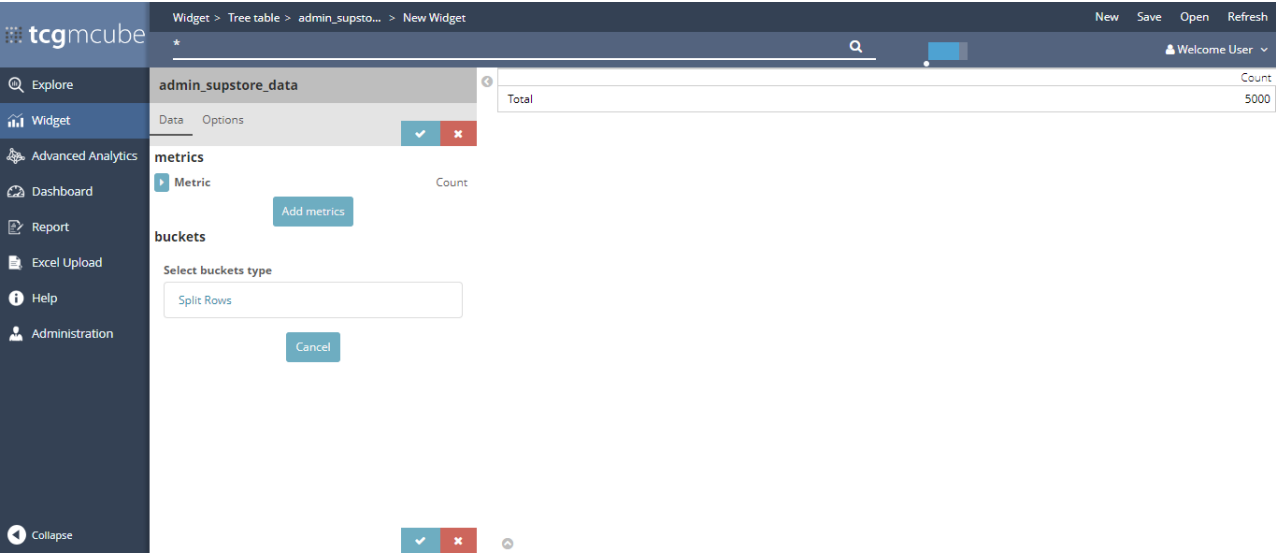 tcgmcube
Widget > Tree table > admin_supsto... > New Widget
New Save Open Refresh
*
Welcome User
Explore
Widget
Advanced Analytics
Dashboard
Report
Excel Upload
Help
Administration
Collapse
admin_supstore_data
Data Options
metrics
Metric Count
Add metrics
buckets
Select buckets type
Split Rows
Cancel
Count
Total 5000